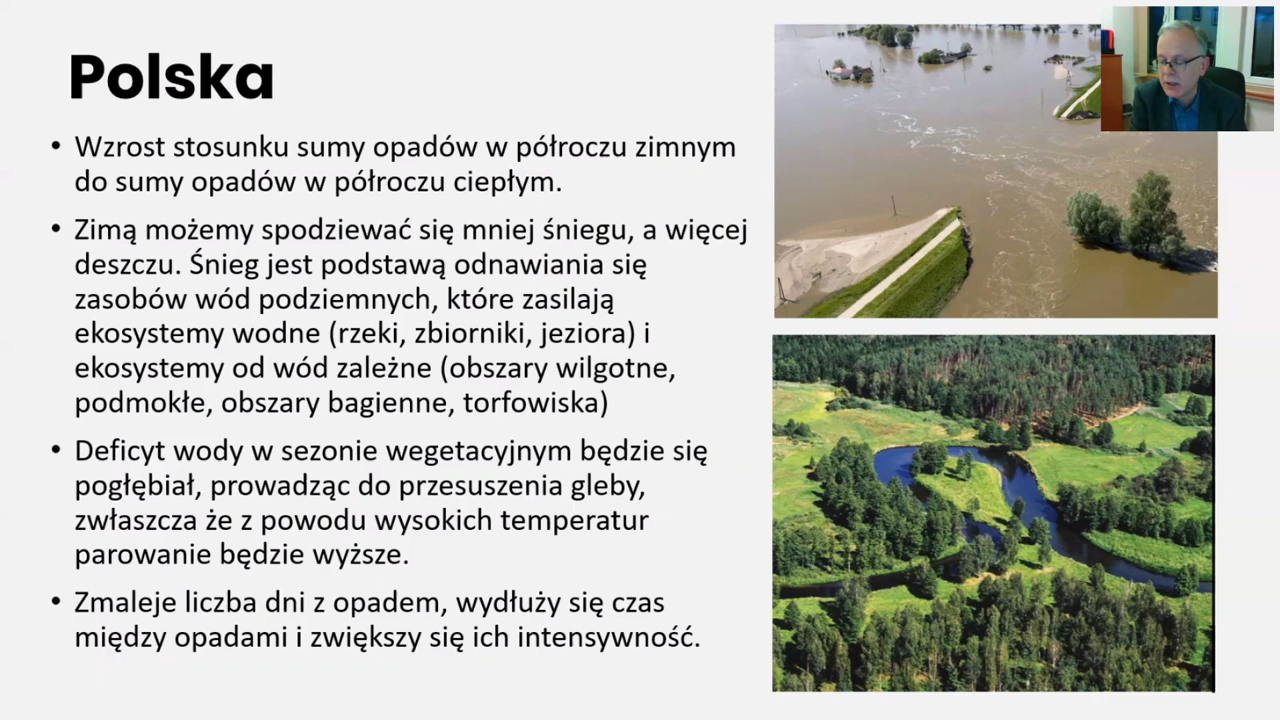 Polska
• Wzrost stosunku sumy opadów w półroczu zimnym
do sumy opadów w półroczu ciepłym.
• Zimą możemy spodziewać się mniej śniegu, a więcej
deszczu. Śnieg jest podstawą odnawiania się
zasobów wód podziemnych, które zasilają
ekosystemy wodne (rzeki, zbiorniki, jeziora) i
ekosystemy od wód zależne (obszary wilgotne,
podmokłe, obszary bagienne, torfowiska)
• Deficyt wody w sezonie wegetacyjnym będzie się
pogłębiał, prowadząc do przesuszenia gleby,
zwłaszcza że z powodu wysokich temperatur
parowanie będzie wyższe.
• Zmaleje liczba dni z opadem, wydłuży się czas
między opadami i zwiększy się ich intensywność.